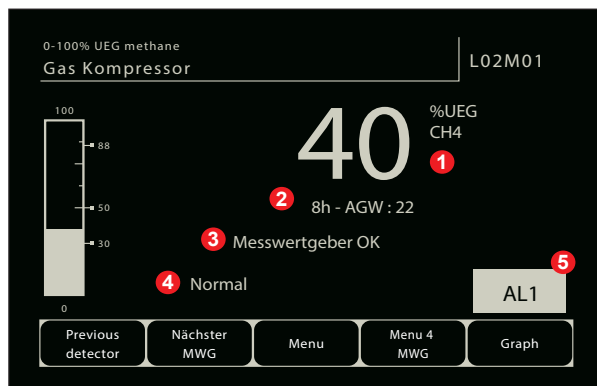 0-100% UEG methane
Gas Kompressor
L02M01
100
88
50
30
0
40
%UEG
CH4
1
2
8h - AGW : 22
3
Messwertgeber OK
4
Normal
5
AL1
Previous
detector
Nächster
MWG
Menu
Menu 4
MWG
Graph